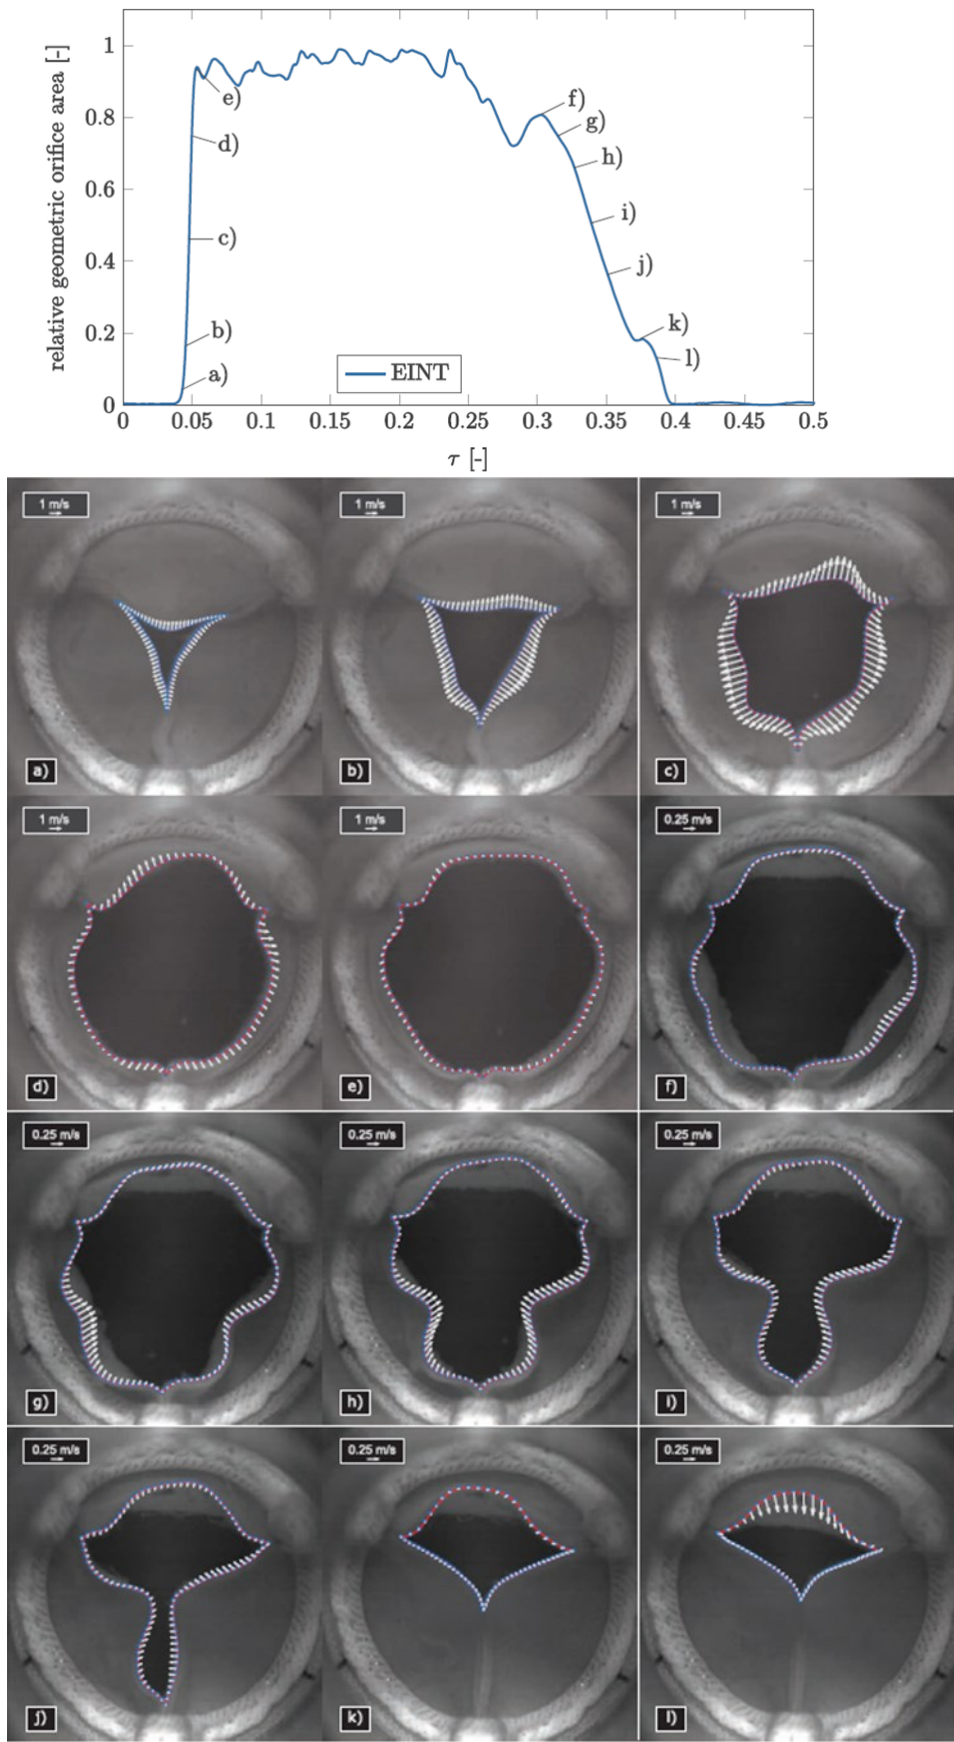 relative geometric orifice area [-]
1
0.8
0.6
0.4
0.2
0
e)
d)
c)
b)
a)
f)
g)
h)
i)
j)
k)
l)
EINT
0 0.05 0.1 0.15 0.2 0.25 0.3 0.35 0.4 0.45 0.5
τ [-]
1 m/s 1 m/s 1 m/s
a) b) c)
1 m/s 1 m/s 0.25 m/s
d) e) f)
0.25 m/s 0.25 m/s 0.25 m/s
g) h) i)
0.25 m/s 0.25 m/s 0.25 m/s
j) k) l)